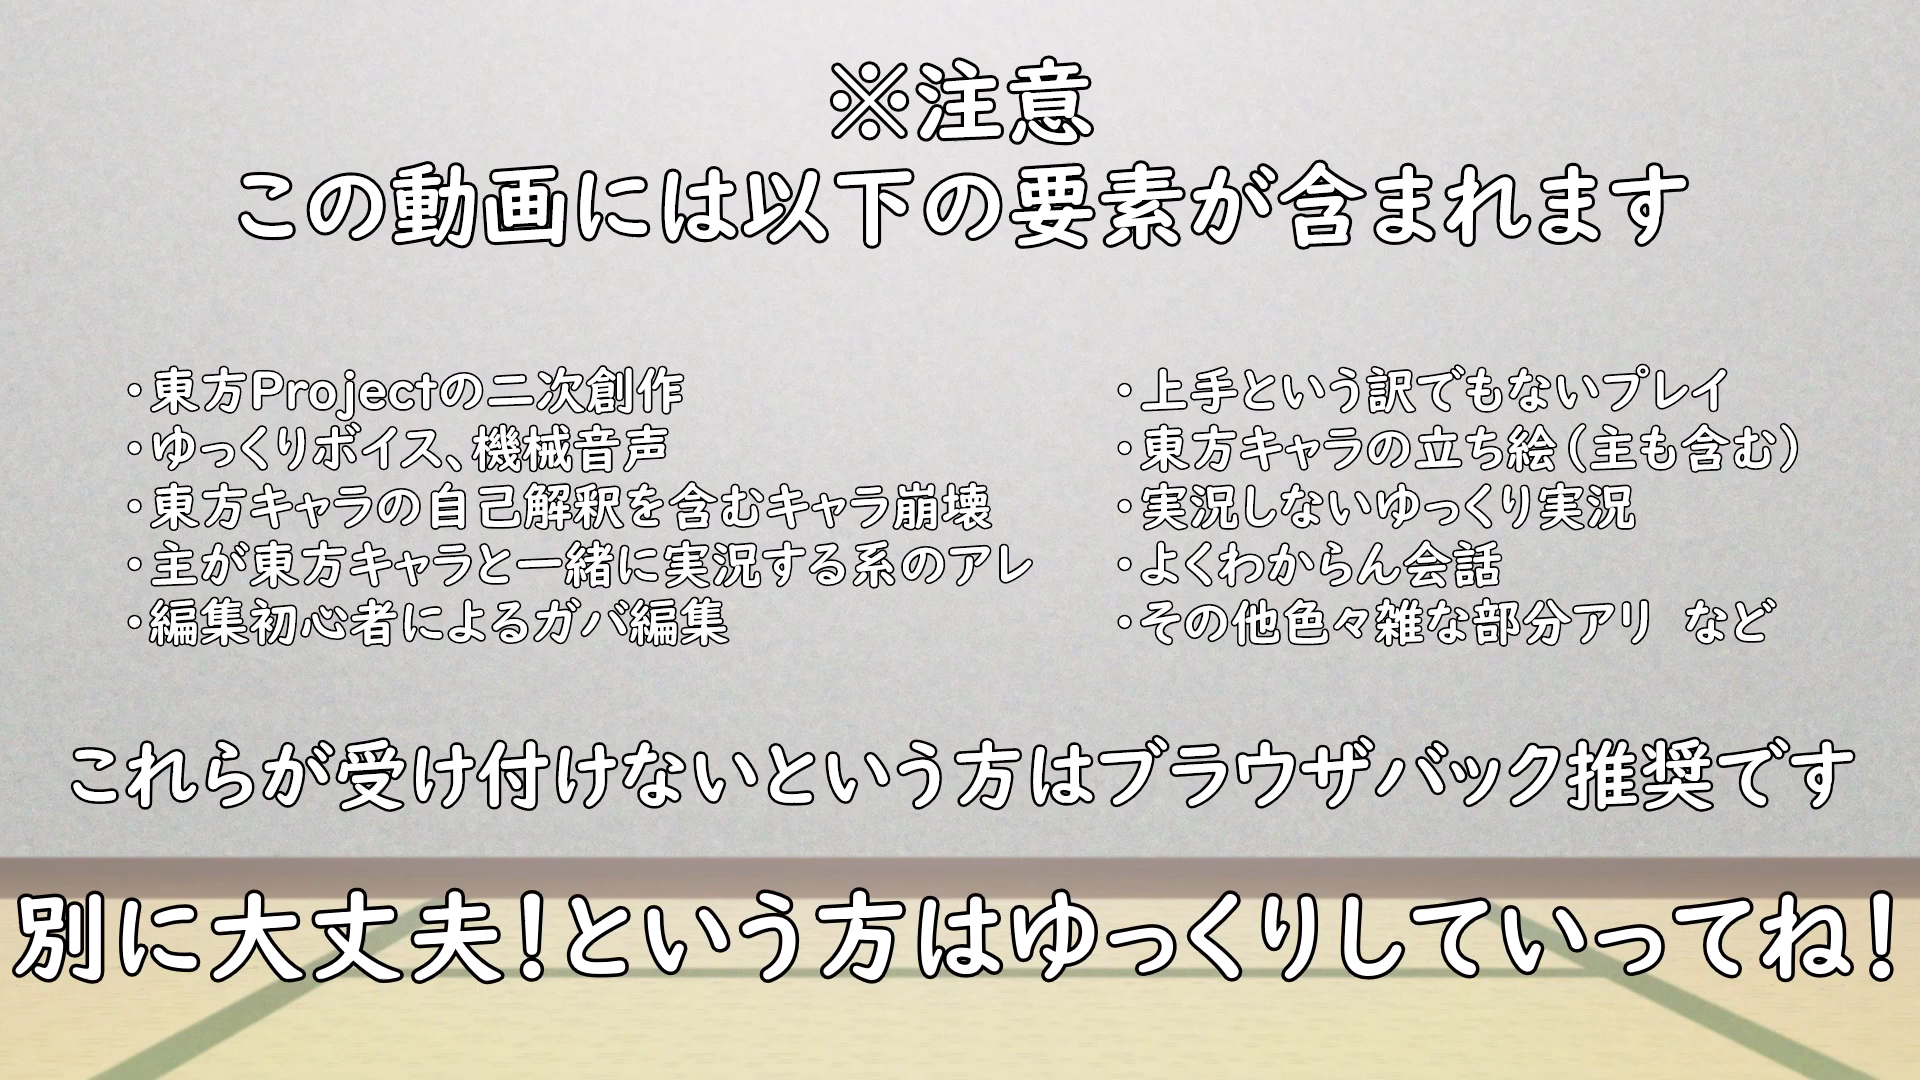 ※注意
この動画には以下の要素が含まれます
・東方Projectの二次創作
・ゆっくりボイス、機械音声
・東方キャラの自己解釈を含むキャラ崩壊
・主が東方キャラと一緒に実況する系のアレ
・編集初心者によるガバ編集
・上手という訳でもないプレイ
・東方キャラの立ち絵(主も含む)
・実況しないゆっくり実況
・よくわからん会話
・その他色々雑な部分アリ など
これらが受け付けないという方はブラウザバック推奨です
別に大丈夫!という方はゆっくりしていってね!